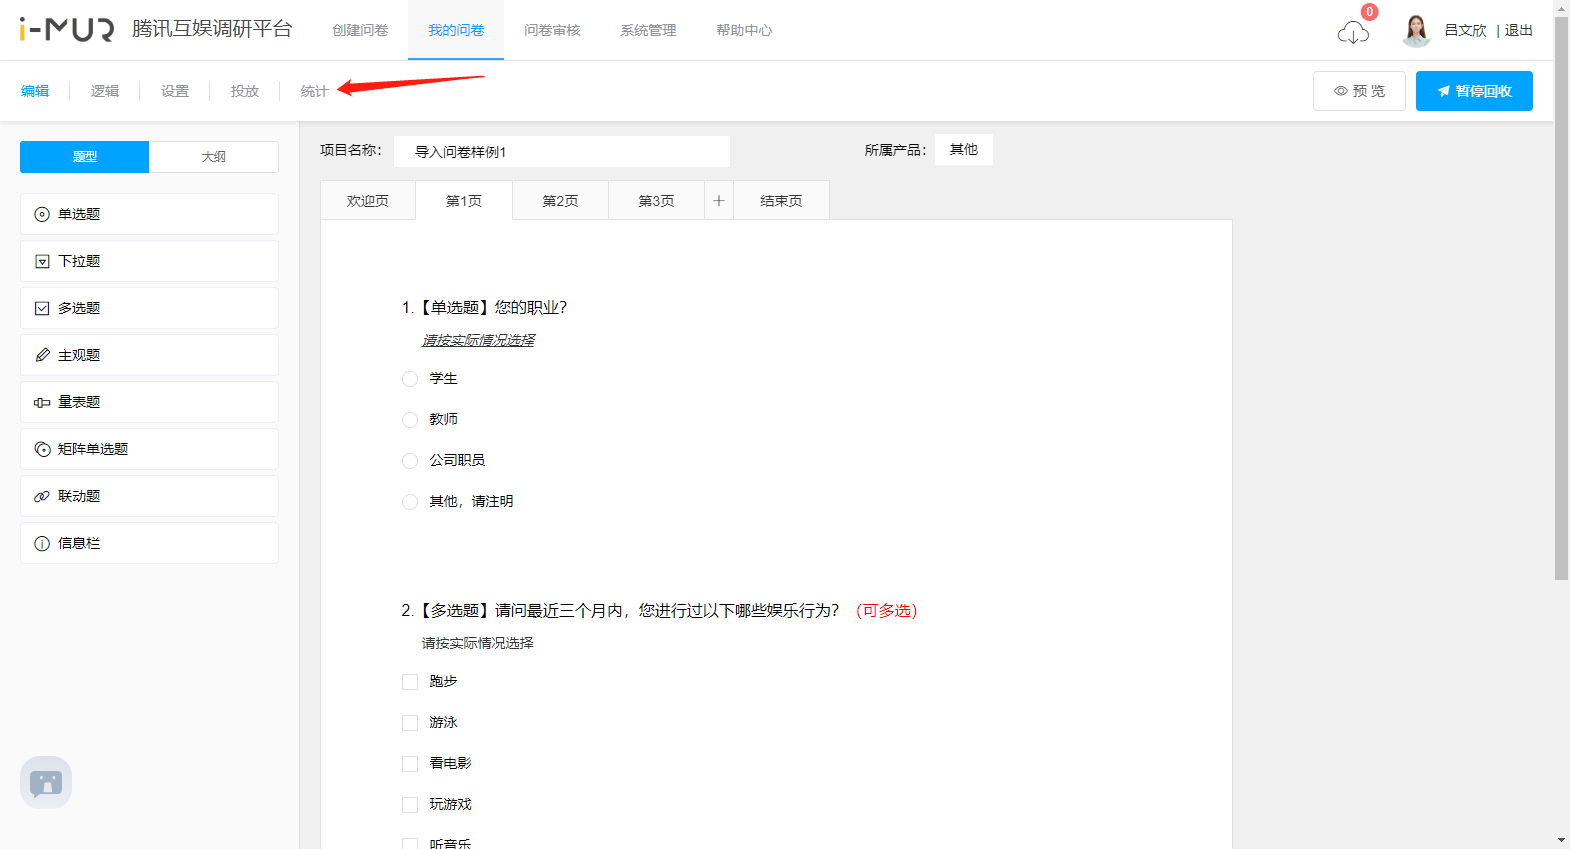 i-MUR 腾讯互娱调研平台 创建问卷 我的问卷 问卷审核 系统管理 帮助中心 0 吕文欣 | 退出
编辑 逻辑 设置 投放 统计 预 览 暂停回收
题型 大纲
单选题
下拉题
多选题
主观题
量表题
矩阵单选题
联动题
信息栏
项目名称: 导入问卷样例1 所属产品: 其他
欢迎页 第1页 第2页 第3页 + 结束页
1.【单选题】您的职业?
请按实际情况选择
学生
教师
公司职员
其他，请注明
2.【多选题】请问最近三个月内，您进行过以下哪些娱乐行为? （可多选）
请按实际情况选择
跑步
游泳
看电影
玩游戏
听音乐